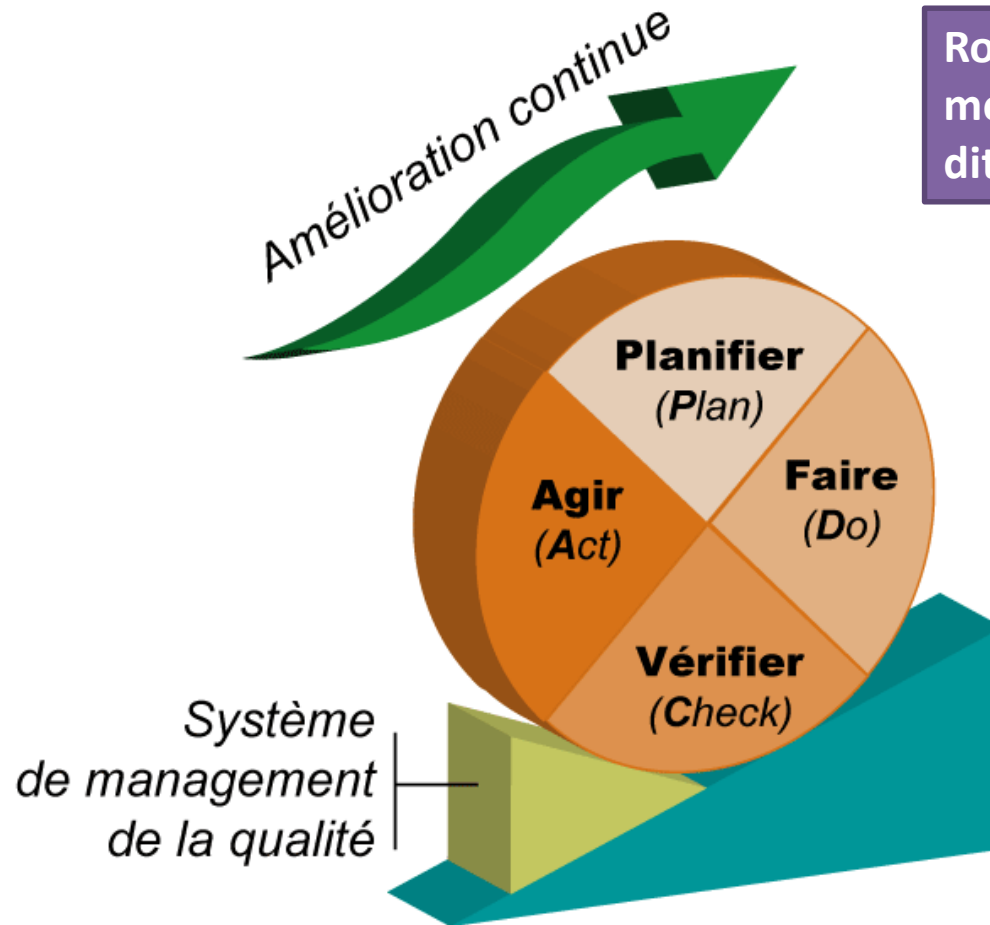 Amélioration continue
Planifier
(Plan)
Faire
(Do)
Agir
(Act)
Vérifier
(Check)
Système
de management
de la qualité